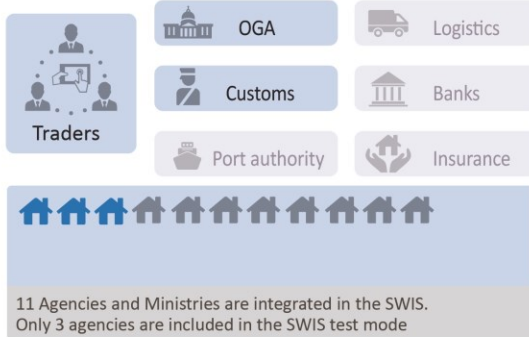 OGA
Logistics
Customs
Banks
Traders
Port authority
Insurance
11 Agencies and Ministries are integrated in the SWIS.
Only 3 agencies are included in the SWIS test mode